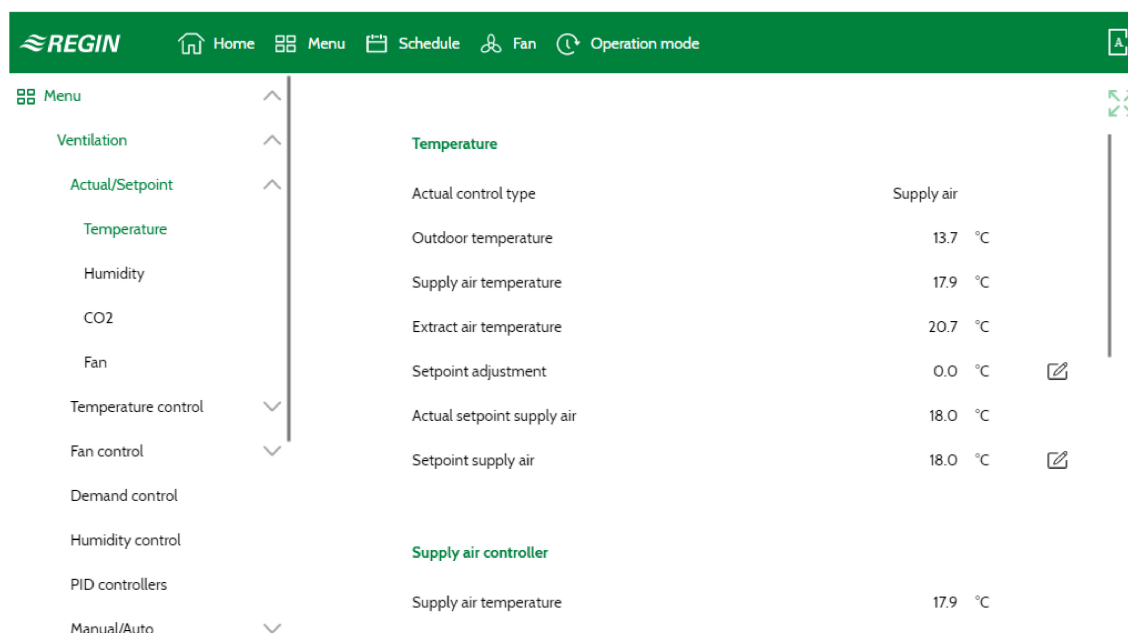 REGIN Home Menu Schedule Fan Operation mode A
Menu
Ventilation
Actual/Setpoint
Temperature
Humidity
CO2
Fan
Temperature control
Fan control
Demand control
Humidity control
PID controllers
Manual/Auto
Temperature
Actual control type Supply air
Outdoor temperature 13.7 °C
Supply air temperature 17.9 °C
Extract air temperature 20.7 °C
Setpoint adjustment 0.0 °C
Actual setpoint supply air 18.0 °C
Setpoint supply air 18.0 °C
Supply air controller
Supply air temperature 17.9 °C